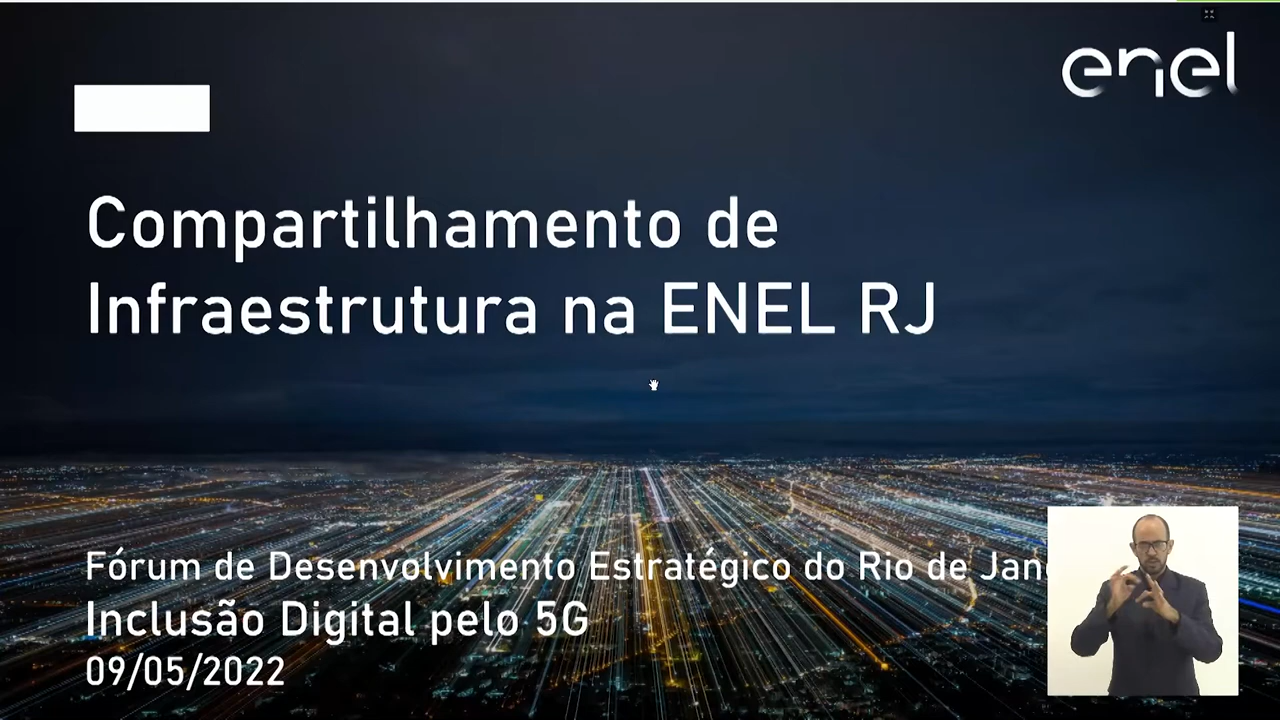 enel
Compartilhamento de
Infraestrutura na ENEL RJ
Fórum de Desenvolvimento Estratégico do Rio de
Inclusão Digital pelo 5G
09/05/2022